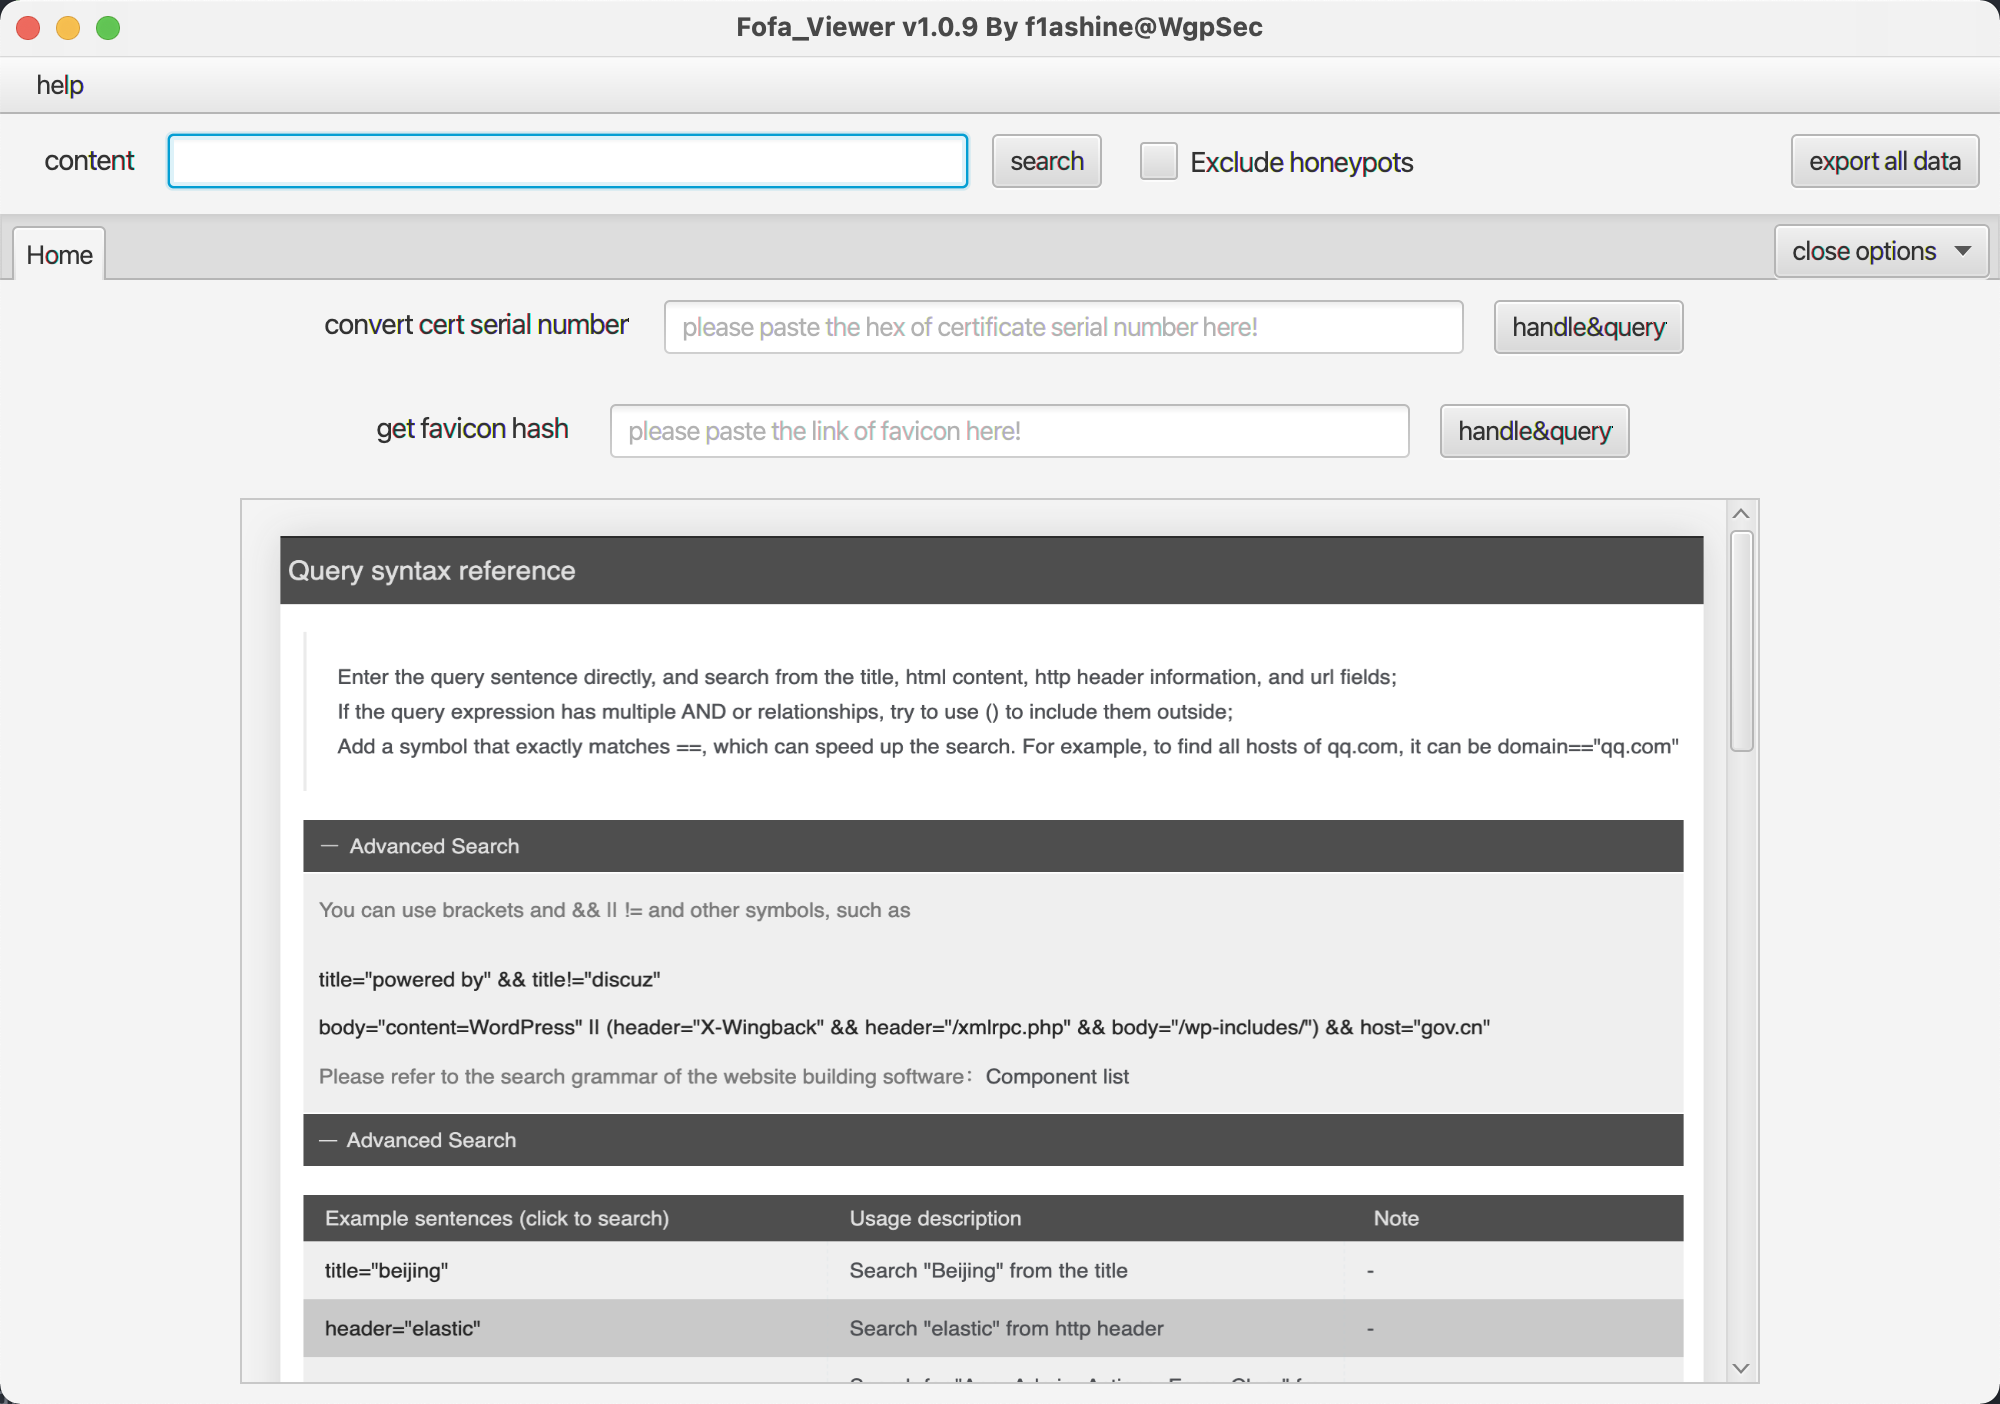 Fofa_Viewer v1.0.9 By f1ashine@WgpSec
help
content search Exclude honeypots export all data
Home close options
convert cert serial number please paste the hex of certificate serial number here! handle&query
get favicon hash please paste the link of favicon here! handle&query
Query syntax reference
Enter the query sentence directly, and search from the title, html content, http header information, and url fields;
If the query expression has multiple AND or relationships, try to use () to include them outside;
Add a symbol that exactly matches ==, which can speed up the search. For example, to find all hosts of qq.com, it can be domain=="qq.com"
— Advanced Search
You can use brackets and && || != and other symbols, such as
title="powered by" && title!="discuz"
body="content=WordPress" || (header="X-Wingback" && header="/xmlrpc.php" && body="/wp-includes/") && host="gov.cn"
Please refer to the search grammar of the website building software： Component list
— Advanced Search
Example sentences (click to search) Usage description Note
title="beijing" Search "Beijing" from the title -
header="elastic" Search "elastic" from http header -